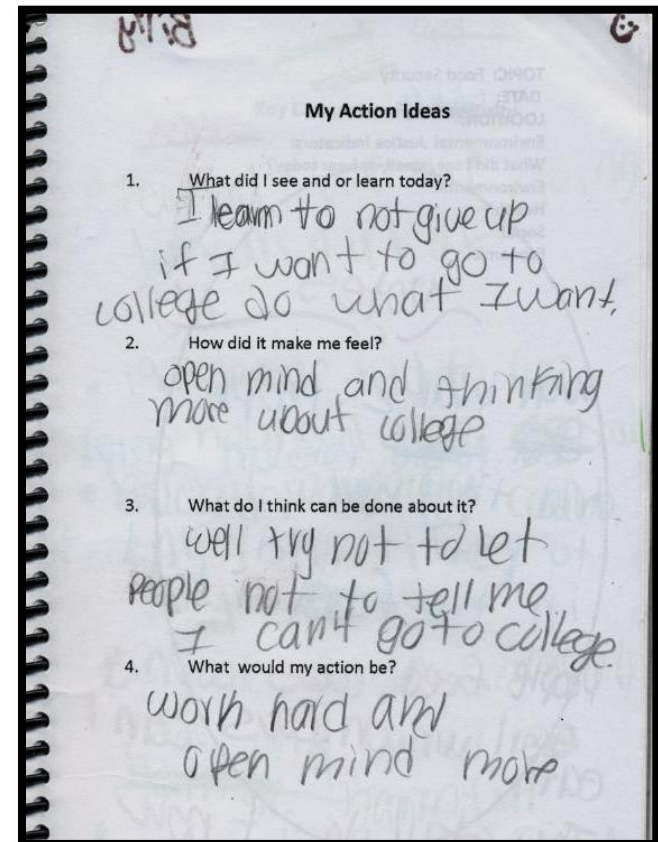 My Action Ideas
1. What did I see and or learn today?
I learn to not give up
if I want to go to
college do what I want.
2. How did it make me feel?
open mind and thinking
more about college
3. What do I think can be done about it?
well try not to let
people not to tell me
I can't go to college.
4. What would my action be?
work hard and
open mind more